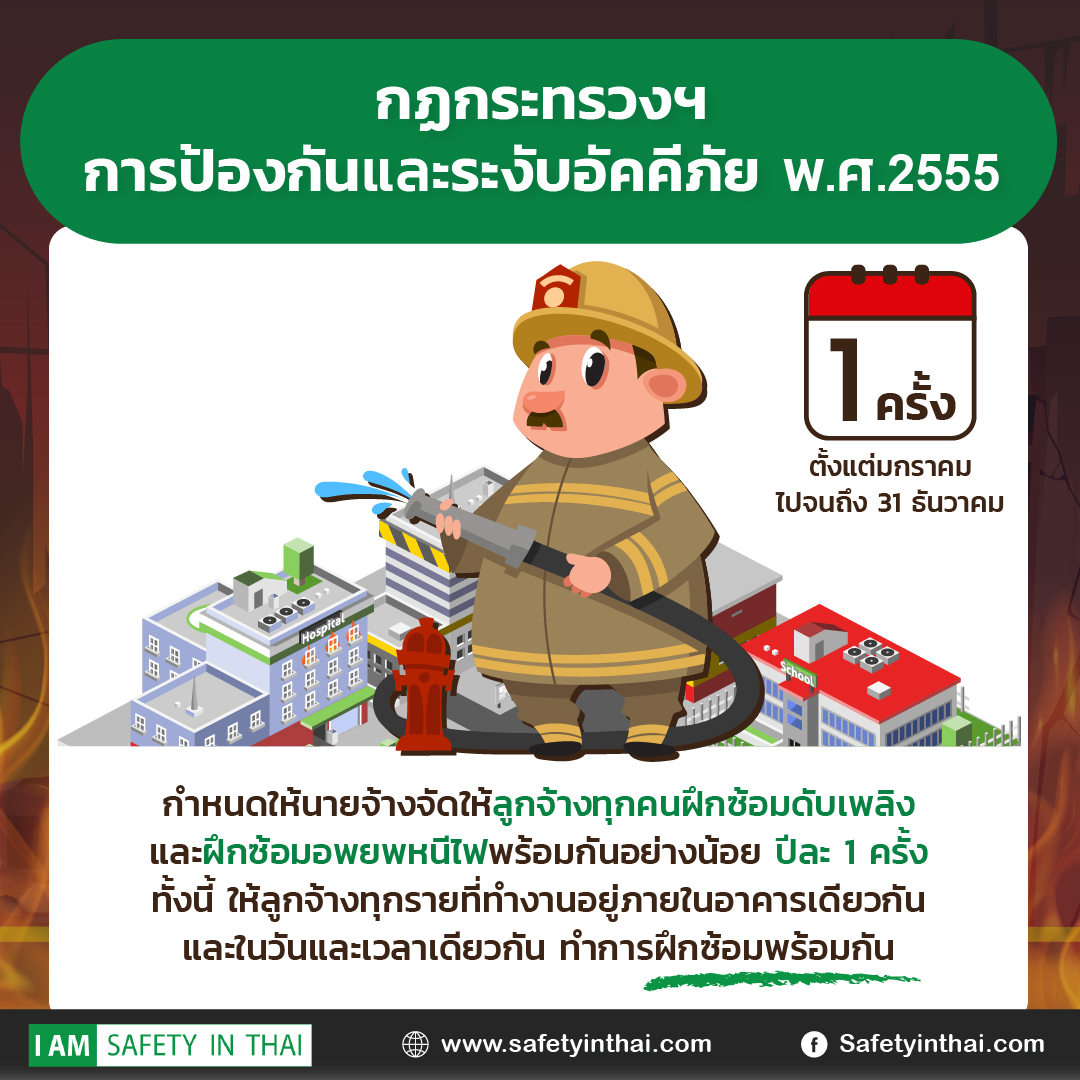 กฎกระทรวงฯ
การป้องกันและระงับอัคคีภัย พ.ศ.2555
1 ครั้ง
ตั้งแต่มกราคม
ไปจนถึง 31 ธันวาคม
Hospital
School
กำหนดให้นายจ้างจัดให้ลูกจ้างทุกคนฝึกซ้อมดับเพลิง
และฝึกซ้อมอพยพหนีไฟพร้อมกันอย่างน้อย ปีละ 1 ครั้ง
ทั้งนี้ ให้ลูกจ้างทุกรายที่ทำงานอยู่ภายในอาคารเดียวกัน
และในวันและเวลาเดียวกัน ทำการฝึกซ้อมพร้อมกัน
I AM SAFETY IN THAI
www.safetyinthai.com
Safetyinthai.com